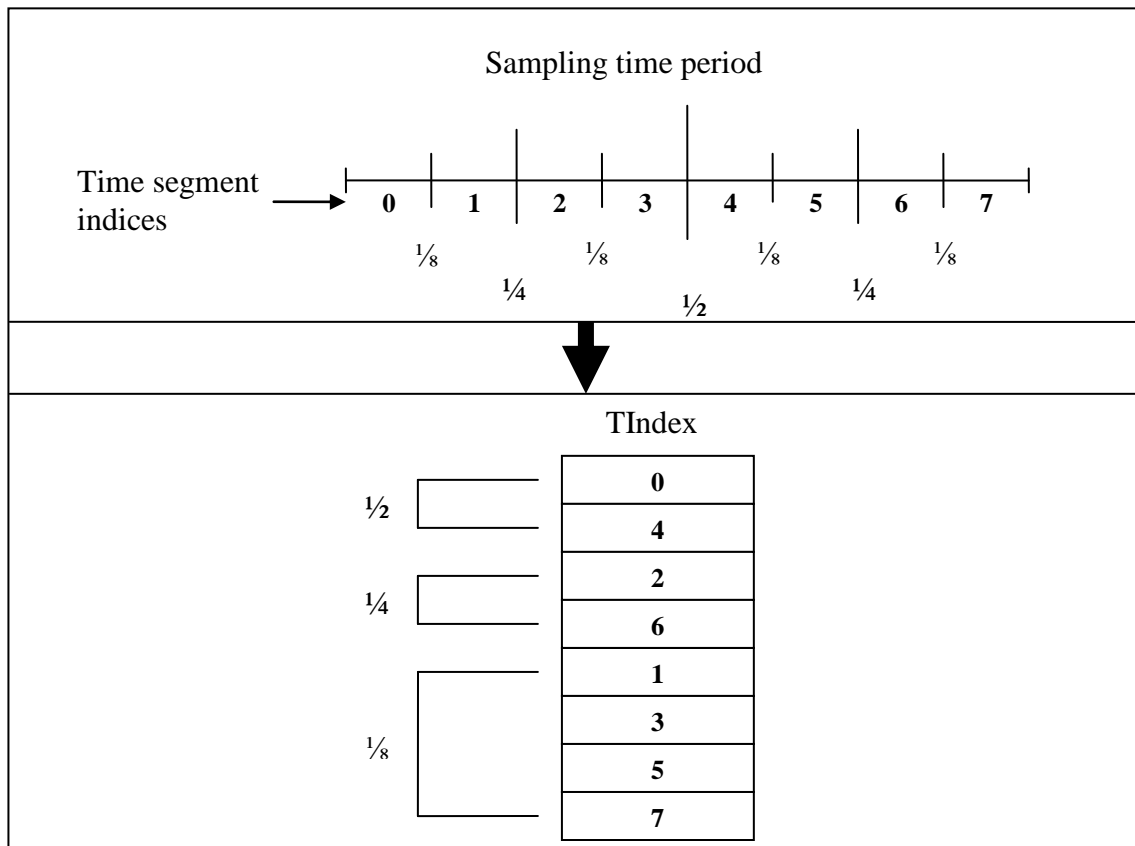 Sampling time period
Time segment
indices
0 1 2 3 4 5 6 7
⅛ ⅛ ⅛ ⅛
¼ ¼
½
TIndex
0
½
4
2
¼
6
1
3
⅛
5
7